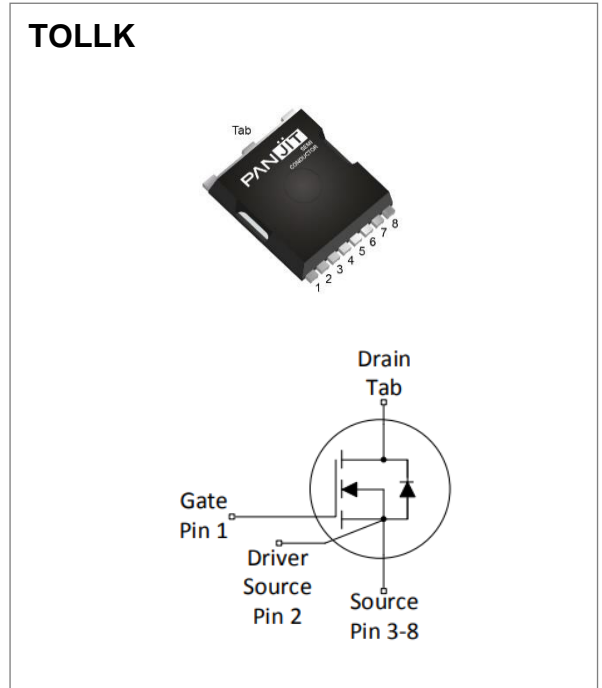 TOLLK
Tab
PANJIT
SEMI
CONDUCTOR
1
2
3
4
5
6
7
8
Drain
Tab
Gate
Pin 1
Driver
Source
Pin 2
Source
Pin 3-8